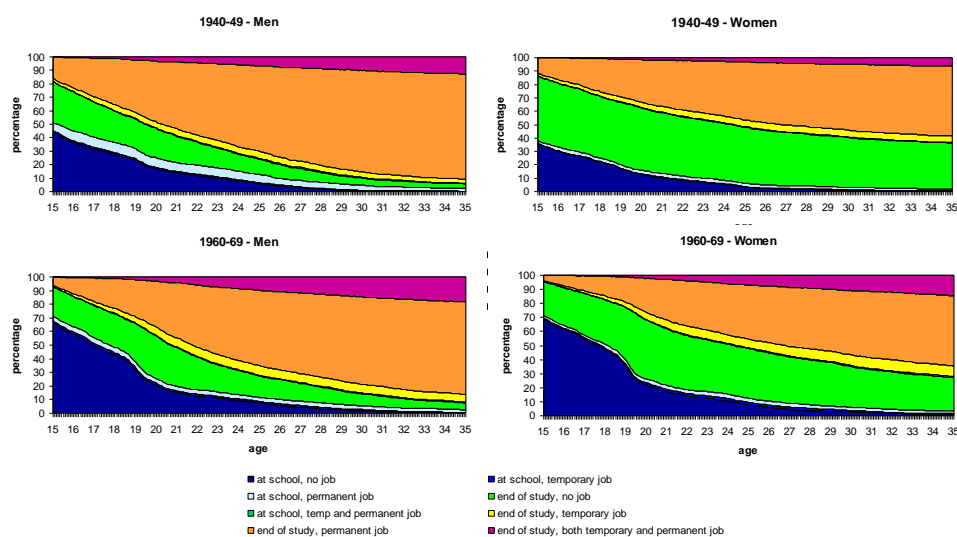 1940-49 - Men
percentage
100
90
80
70
60
50
40
30
20
10
0
15 16 17 18 19 20 21 22 23 24 25 26 27 28 29 30 31 32 33 34 35
1940-49 - Women
percentage
100
90
80
70
60
50
40
30
20
10
0
15 16 17 18 19 20 21 22 23 24 25 26 27 28 29 30 31 32 33 34 35
1960-69 - Men
percentage
100
90
80
70
60
50
40
30
20
10
0
15 16 17 18 19 20 21 22 23 24 25 26 27 28 29 30 31 32 33 34 35
age
1960-69 - Women
percentage
100
90
80
70
60
50
40
30
20
10
0
15 16 17 18 19 20 21 22 23 24 25 26 27 28 29 30 31 32 33 34 35
age
at school, no job
at school, temporary job
at school, permanent job
end of study, no job
at school, temp and permanent job
end of study, temporary job
end of study, permanent job
end of study, both temporary and permanent job